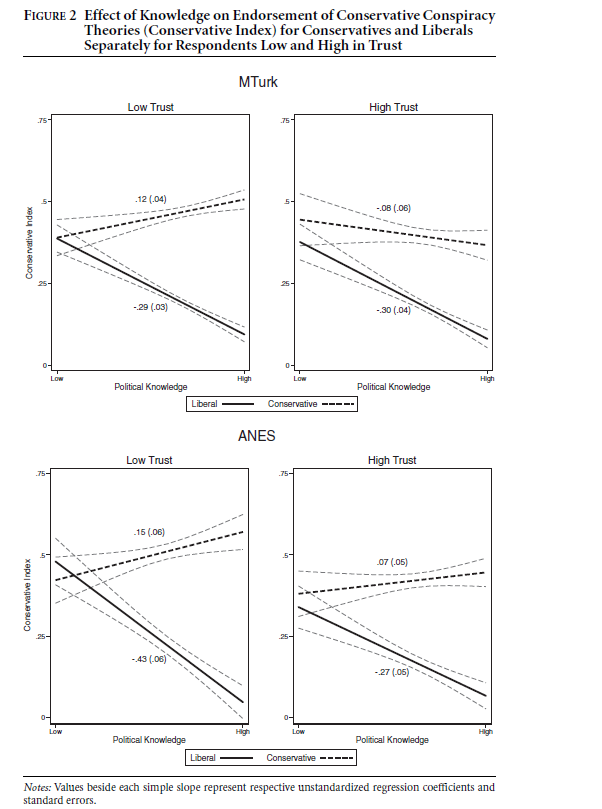 FIGURE 2 Effect of Knowledge on Endorsement of Conservative Conspiracy
Theories (Conservative Index) for Conservatives and Liberals
Separately for Respondents Low and High in Trust
MTurk
Low Trust
High Trust
.75
.5
.25
0
Conservative Index
.12 (.04)
-.29 (.03)
Low
High
Political Knowledge
.75
.5
.25
0
-.08 (.06)
-.30 (.04)
Low
High
Political Knowledge
Liberal Conservative
ANES
Low Trust
High Trust
.75
.5
.25
0
Conservative Index
.15 (.06)
-.43 (.06)
Low
High
Political Knowledge
.75
.5
.25
0
.07 (.05)
-.27 (.05)
Low
High
Political Knowledge
Liberal Conservative
Notes: Values beside each simple slope represent respective unstandardized regression coefficients and
standard errors.